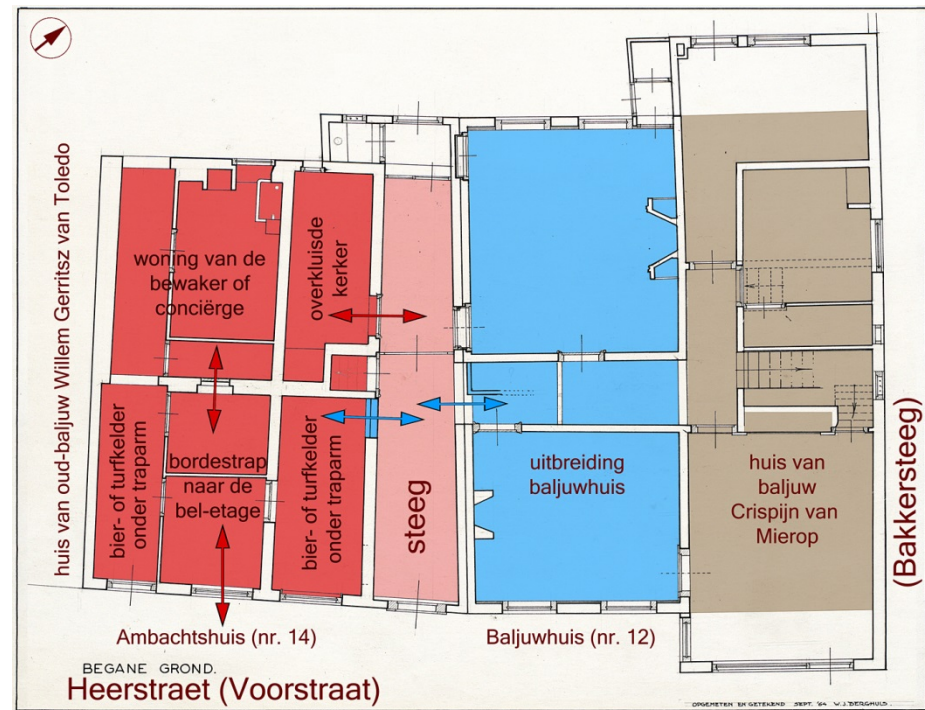 huis van oud-baljuw Willem Gerritsz van Toledo
woning van de
bewaker of
conciërge
overkluisde
kerker
bier- of turfkelder
onder traparm
bordestrap
naar de
bel-etage
bier- of turfkelder
onder traparm
steeg
uitbreiding
baljuwhuis
huis van
baljuw
Crispijn van
Mierop
(Bakkersteeg)
Ambachtshuis (nr. 14)
Baljuwhuis (nr. 12)
BEGANE GROND.
Heerstraet (Voorstraat)
OPGEMETEN EN GETEKEND SEPT. '64 W.J. BERGHUIS.